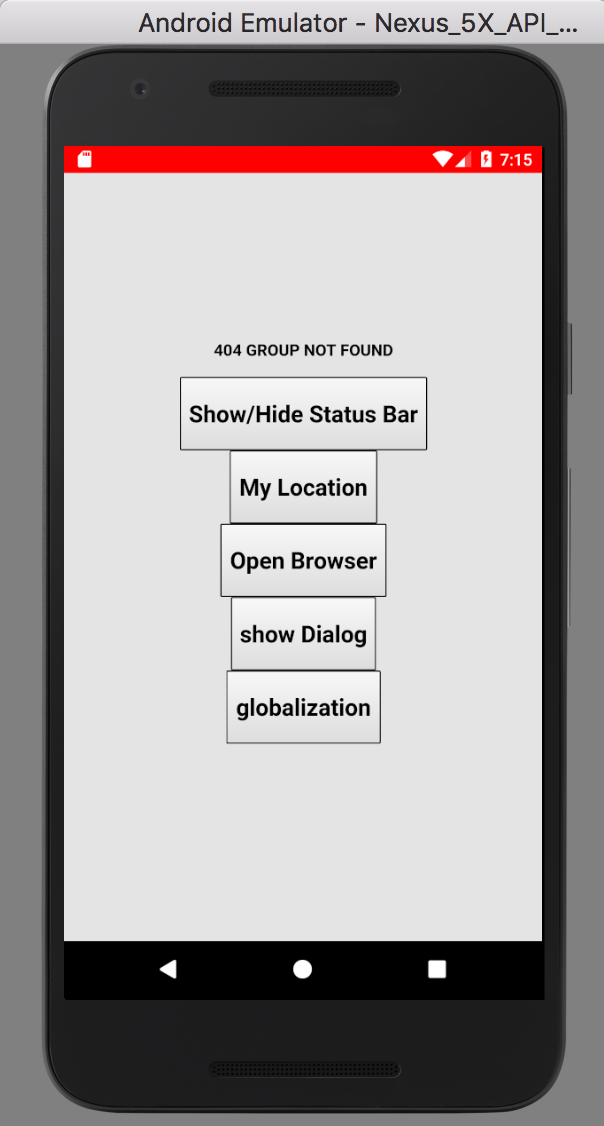 Android Emulator - Nexus_5X_API_...
7:15
404 GROUP NOT FOUND
Show/Hide Status Bar
My Location
Open Browser
show Dialog
globalization